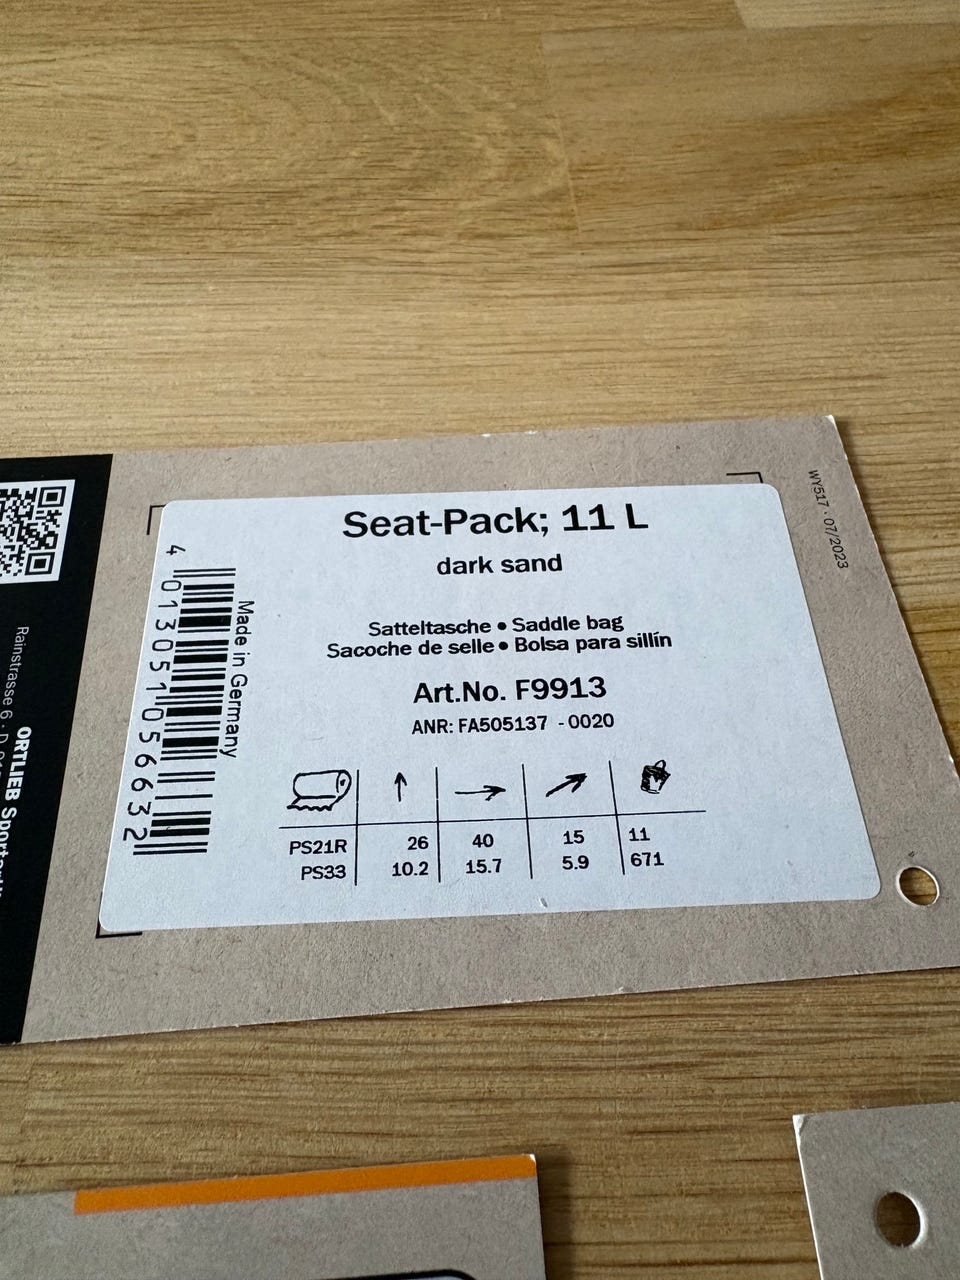 Seat-Pack; 11 L
dark sand
Satteltasche • Saddle bag
Sacoche de selle • Bolsa para sillín
Art.No. F9913
ANR: FA505137 - 0020
PS21R 26 40 15 11
PS33 10.2 15.7 5.9 671
Made in Germany
4 013051 056632
WY517 · 07/2023
ORTLIEB
Rainstrasse 6 · D